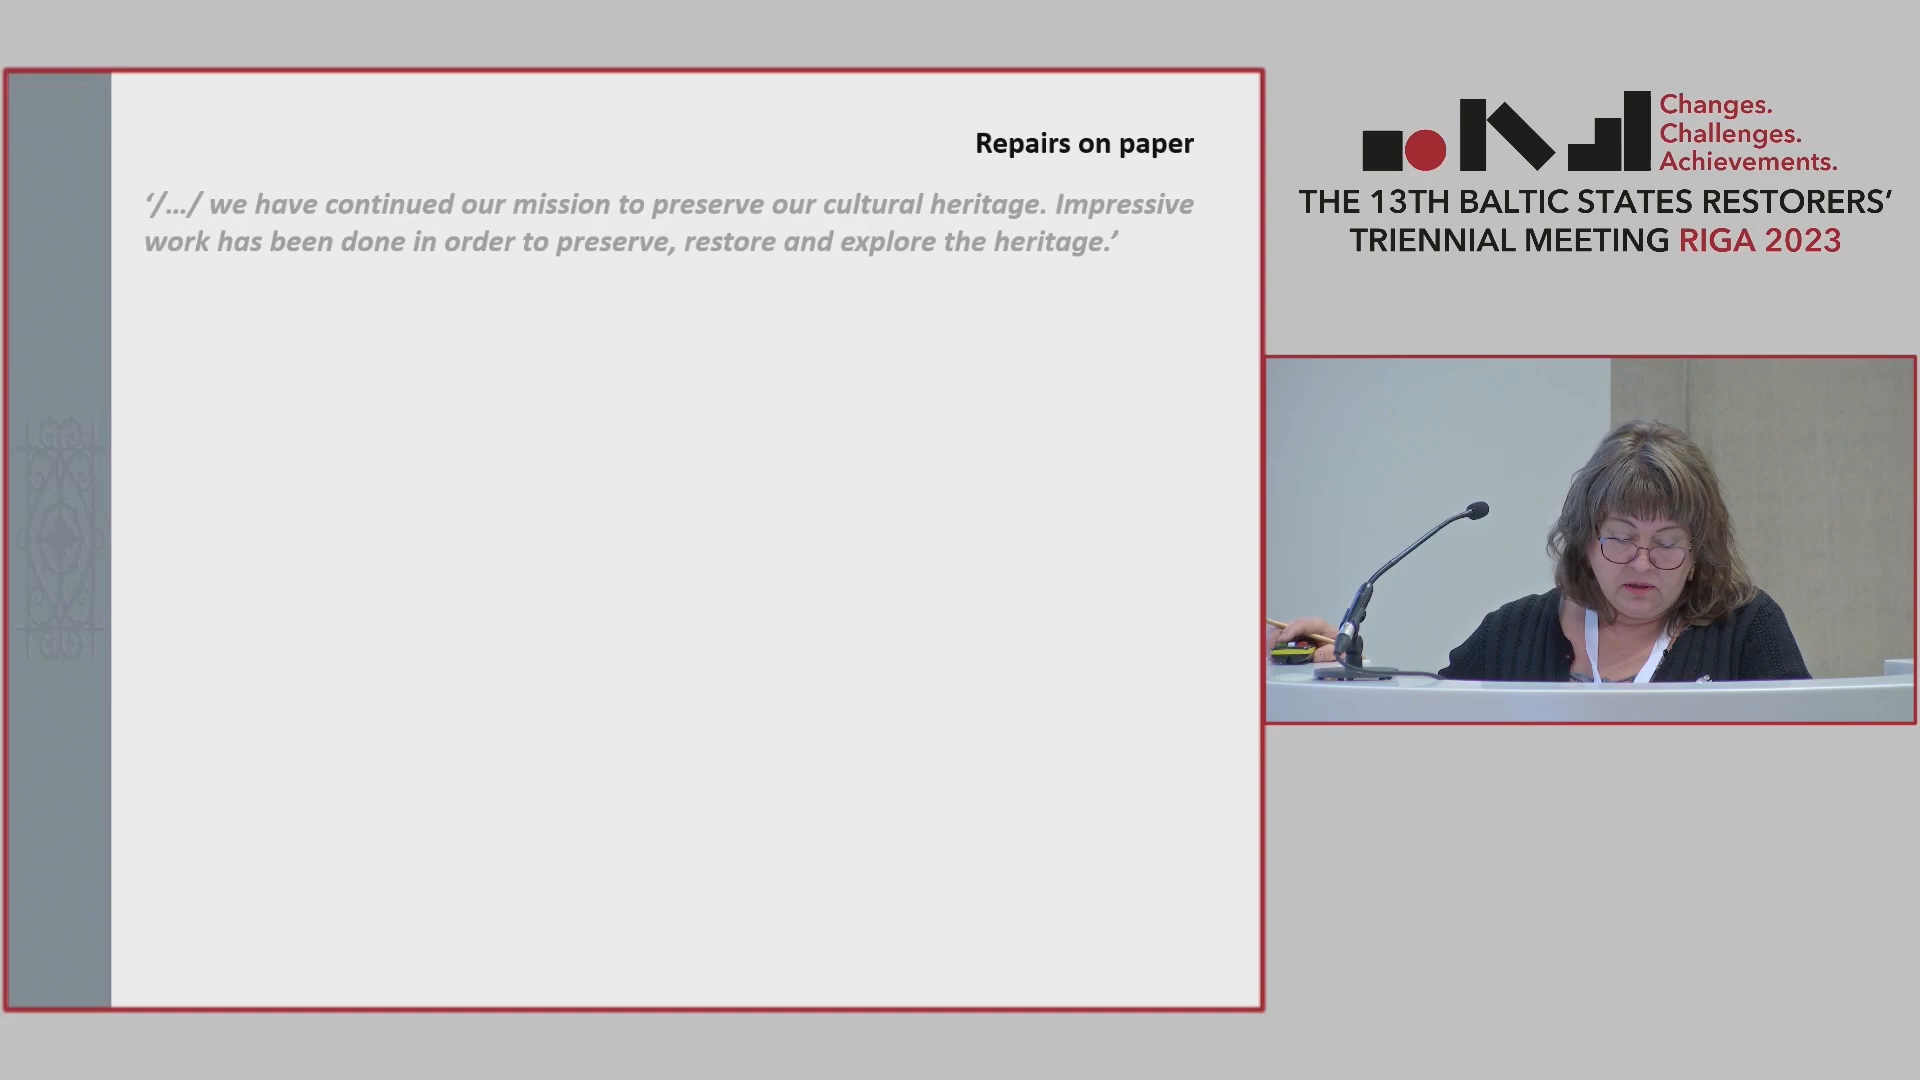 Repairs on paper
‘/…/ we have continued our mission to preserve our cultural heritage. Impressive
work has been done in order to preserve, restore and explore the heritage.’
Changes.
Challenges.
Achievements.
THE 13TH BALTIC STATES RESTORERS’
TRIENNIAL MEETING RIGA 2023